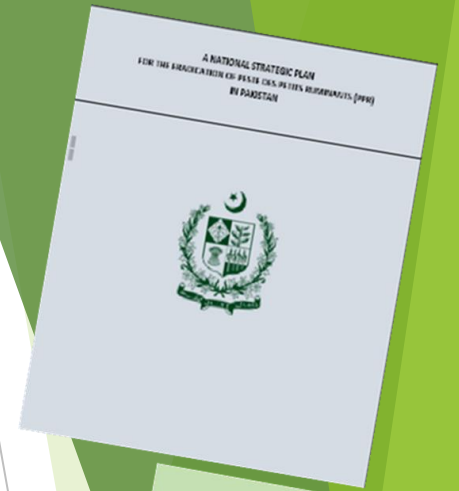 A NATIONAL STRATEGIC PLAN
FOR THE ERADICATION OF PESTE DES PETITS RUMINANTS (PPR)
IN PAKISTAN